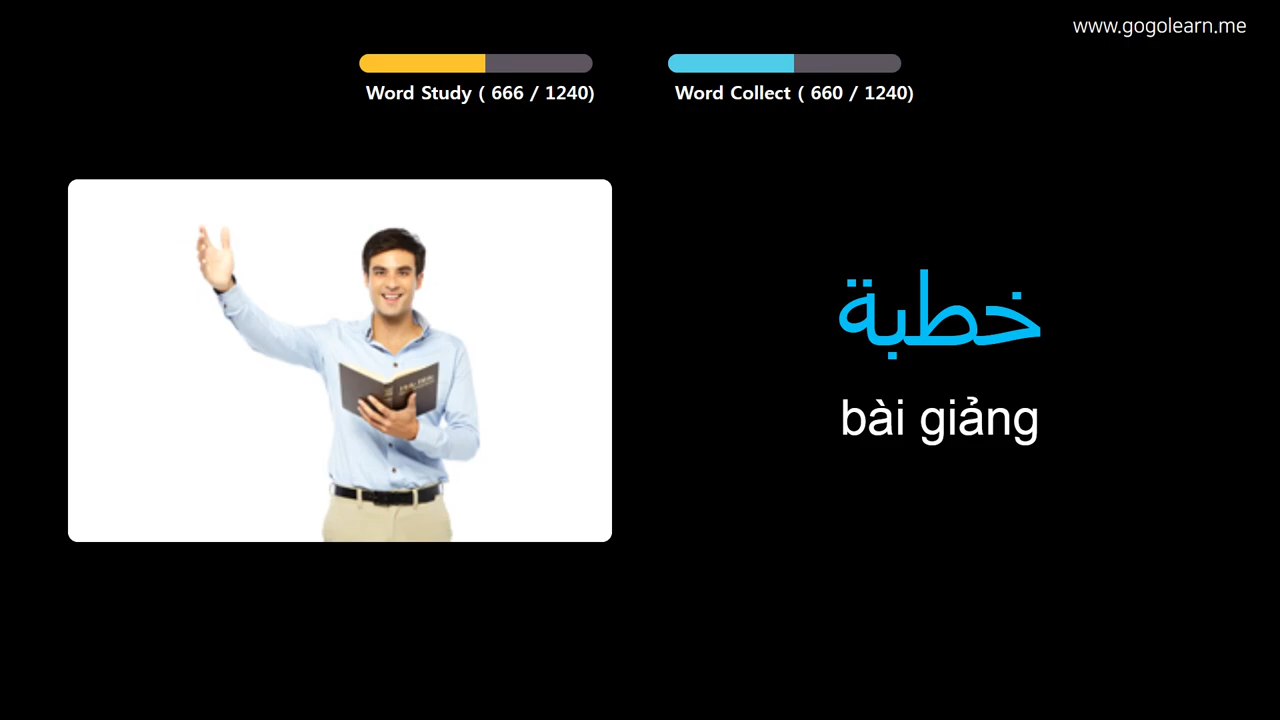 www.gogolearn.me
Word Study ( 666 / 1240)
Word Collect ( 660 / 1240)
خطبة
bài giảng